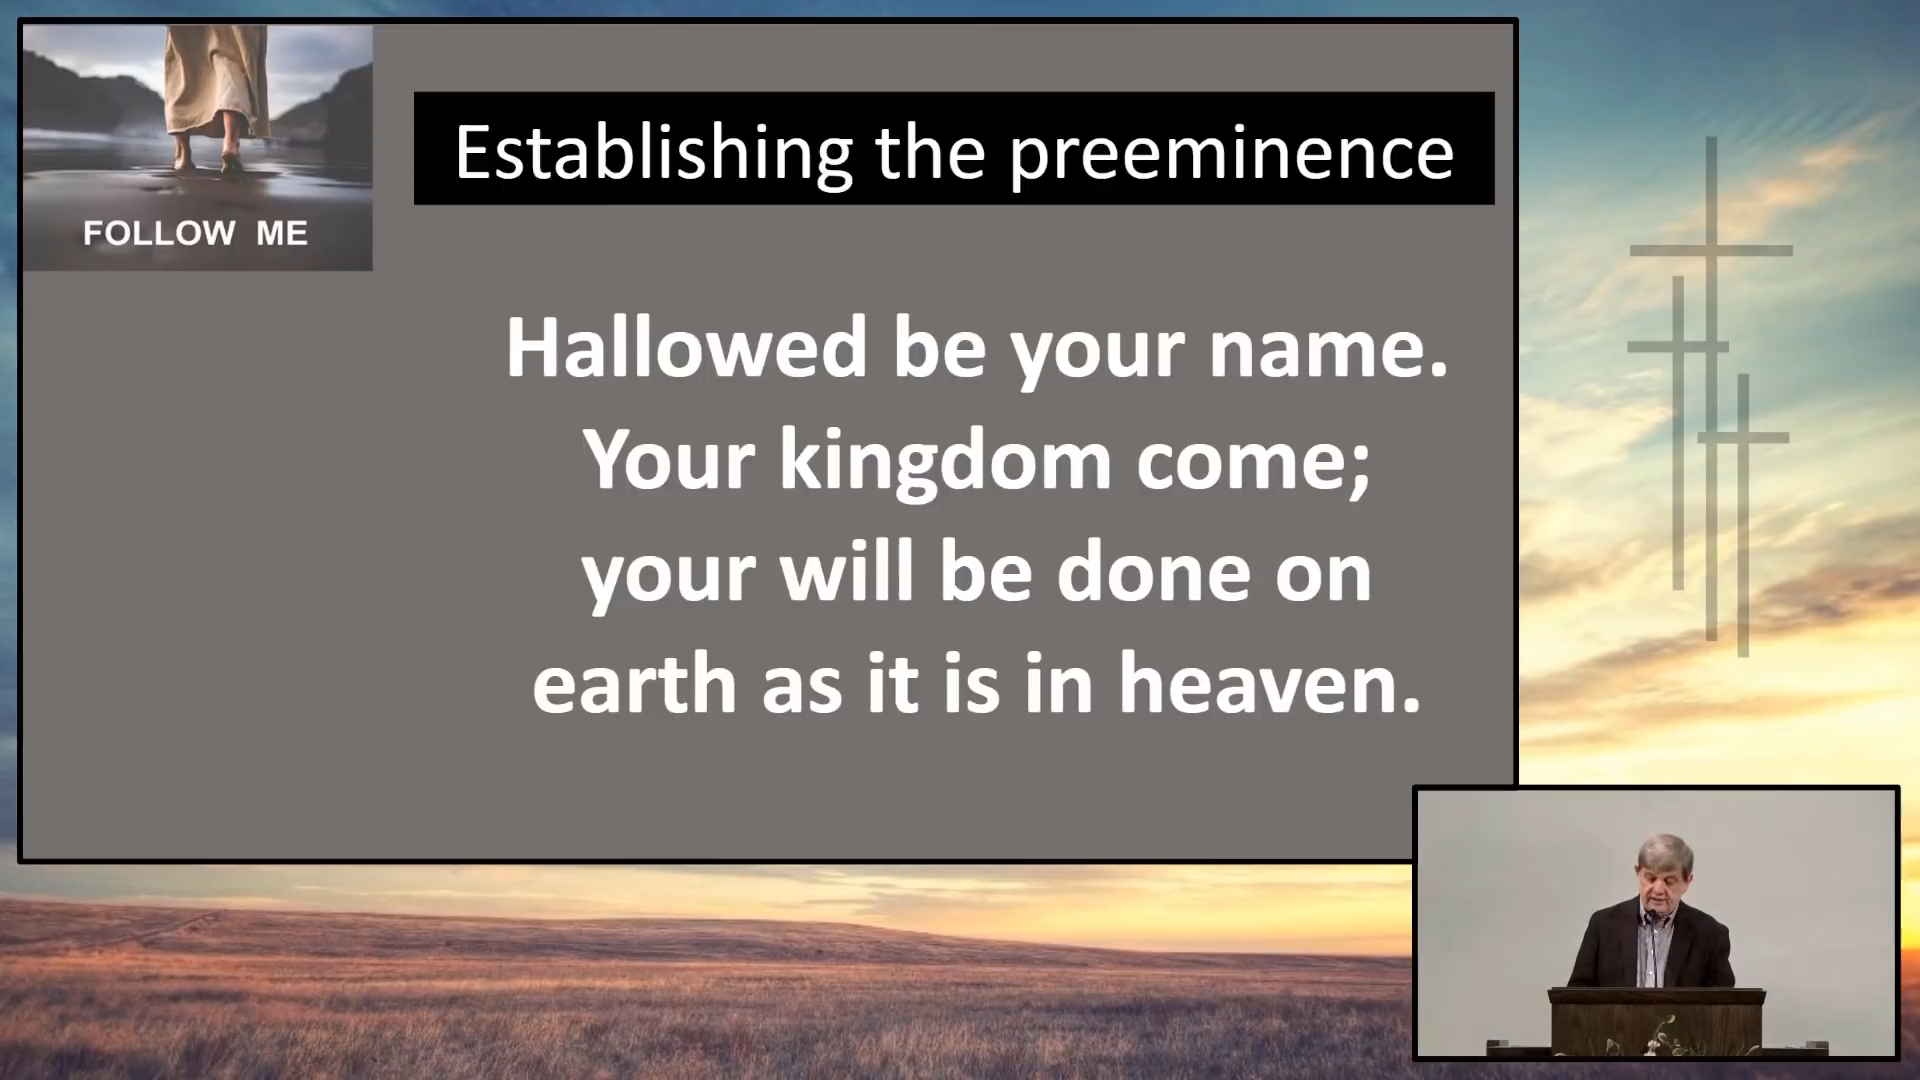 FOLLOW ME
Establishing the preeminence
Hallowed be your name.
Your kingdom come;
your will be done on
earth as it is in heaven.